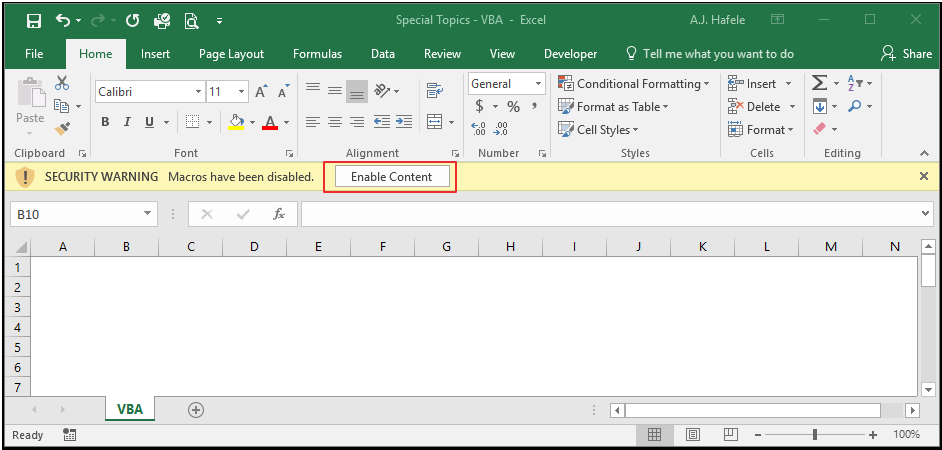 Special Topics - VBA - Excel
A.J. Hafele
File Home Insert Page Layout Formulas Data Review View Developer Tell me what you want to do Share
Paste
Calibri 11 A A
B I U A
General
$ % ,
.00 .0
.0 .00
Conditional Formatting
Format as Table
Cell Styles
Insert
Delete
Format
Σ A Z
Clipboard Font Alignment Number Styles Cells Editing
! SECURITY WARNING Macros have been disabled. Enable Content
B10 fx
A B C D E F G H I J K L M N
1
2
3
4
5
6
7
VBA
Ready 100%